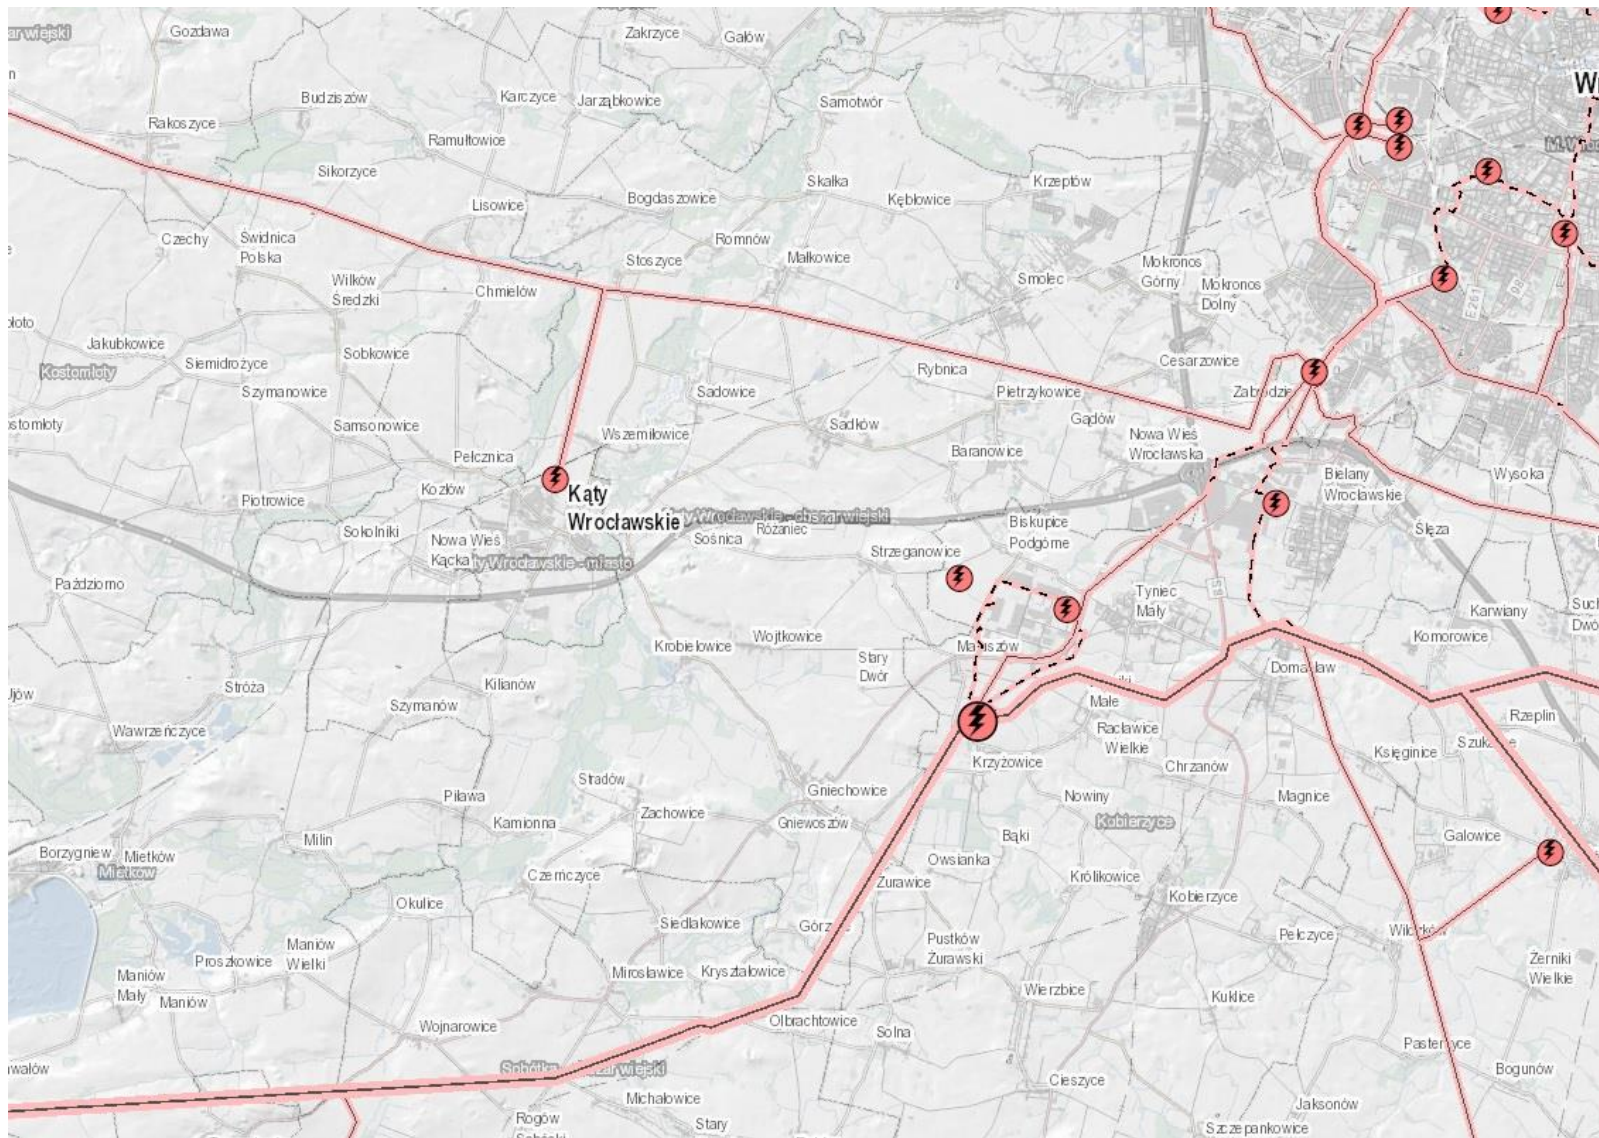 Gozdawa
Zakrzyce
Gałów
Karczyce
Jarząbkowice
Budziszów
Samotwór
Rakoszyce
Ramułtowice
Sikorzyce
Skałka
Krzeptów
Lisowice
Bogdaszowice
Kębłowice
Czechy
Świdnica
Polska
Romnów
Małkowice
Stoszyce
Mokronos
Górny
Smolec
Mokronos
Dolny
Wilków
Średzki
Chmielów
Jakubkowice
Siemidrożyce
Sobkowice
Kostomłoty
Cesarzowice
Rybnica
Szymanowice
Sadowice
Pietrzykowice
Gądów
Samsonowice
Wszemiłowice
Sadków
Nowa Wieś
Wrocławska
Baranowice
Pełcznica
Bielany
Wrocławskie
Wysoka
Kozłów
Piotrowice
Kąty
Wrocławskie
E261
Sokolniki
Nowa Wieś
Kącka
Sośnica
Różaniec
Biskupice
Podgórne
Ślęza
Strzeganowice
Tyniec
Mały
Karwiany
Wojtkowice
Krobielowice
Stary
Dwór
Komorowice
Stróża
Kilianów
Szymanów
Małe
Racławice
Wielkie
Rzeplin
Wawrzeńczyce
Księginice
Krzyżowice
Chrzanów
Stradów
Gniechowice
Piława
Zachowice
Nowiny
Magnice
Kamionna
Gniewoszów
Kobierzyce
Milin
Bąki
Galowice
Borzygniew
Mietków
Mietków
Owsianka
Czerńczyce
Żurawice
Królikowice
Kobierzyce
Okulice
Siedlakowice
Maniów
Wielki
Pustków
Żurawski
Pełczyce
Proszkowice
Mirosławice
Kryształowice
Żerniki
Wielkie
Maniów
Mały
Maniów
Wierzbice
Kuklice
Wojnarowice
Olbrachtowice
Solna
Bogunów
Cieszyce
Michałowice
Jaksonów
Rogów
Stary
Szczepankowice